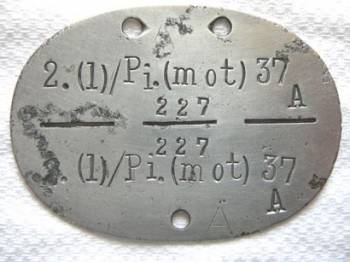 2.(l)/Pi.(mot) 37
A
227
227
.(l)/Pi.(mot) 37
A A